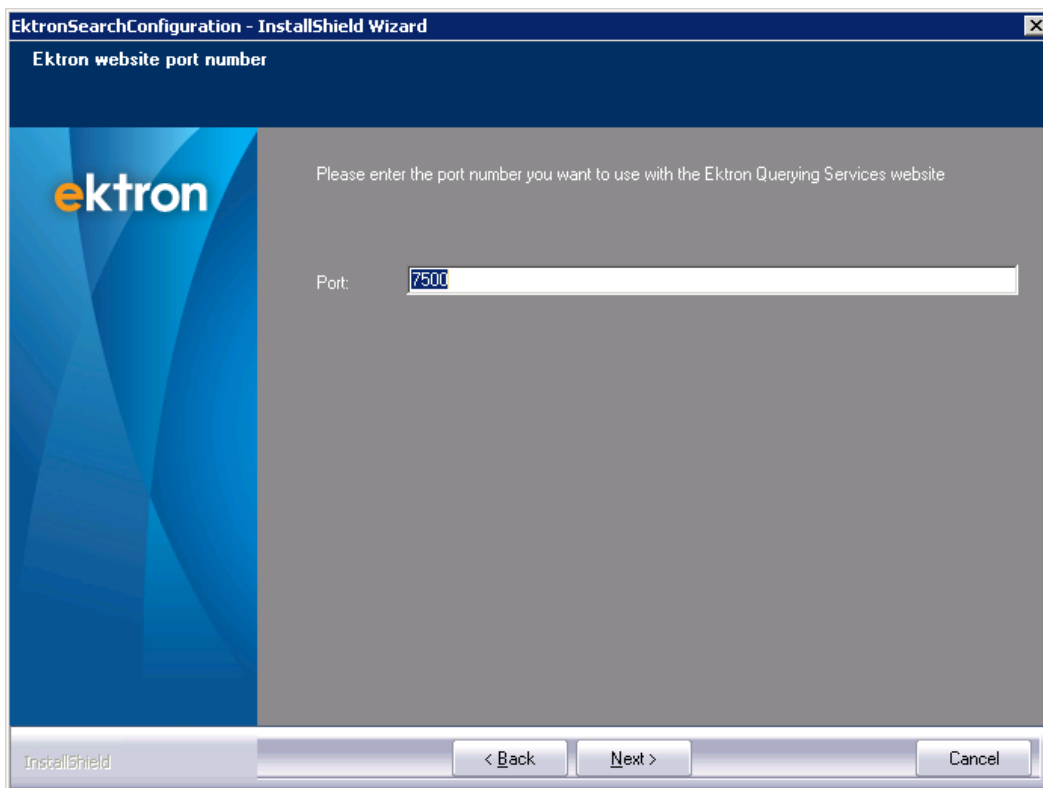 EktronSearchConfiguration - InstallShield Wizard
Ektron website port number
ektron
Please enter the port number you want to use with the Ektron Querying Services website
Port: 7500
InstallShield
< Back Next > Cancel